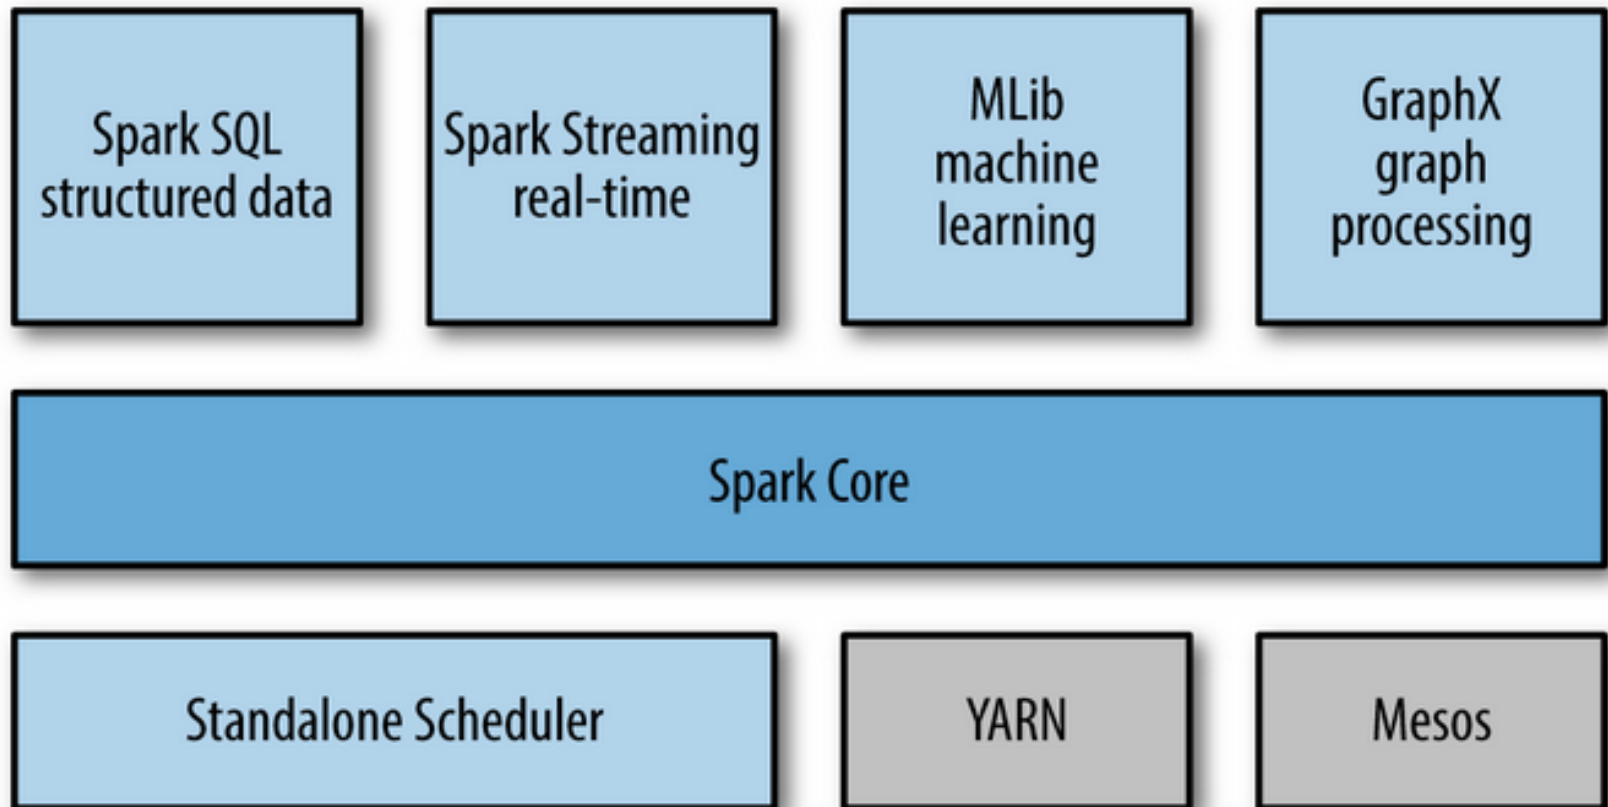 Spark SQL
structured data
Spark Streaming
real-time
MLib
machine
learning
GraphX
graph
processing
Spark Core
Standalone Scheduler
YARN
Mesos